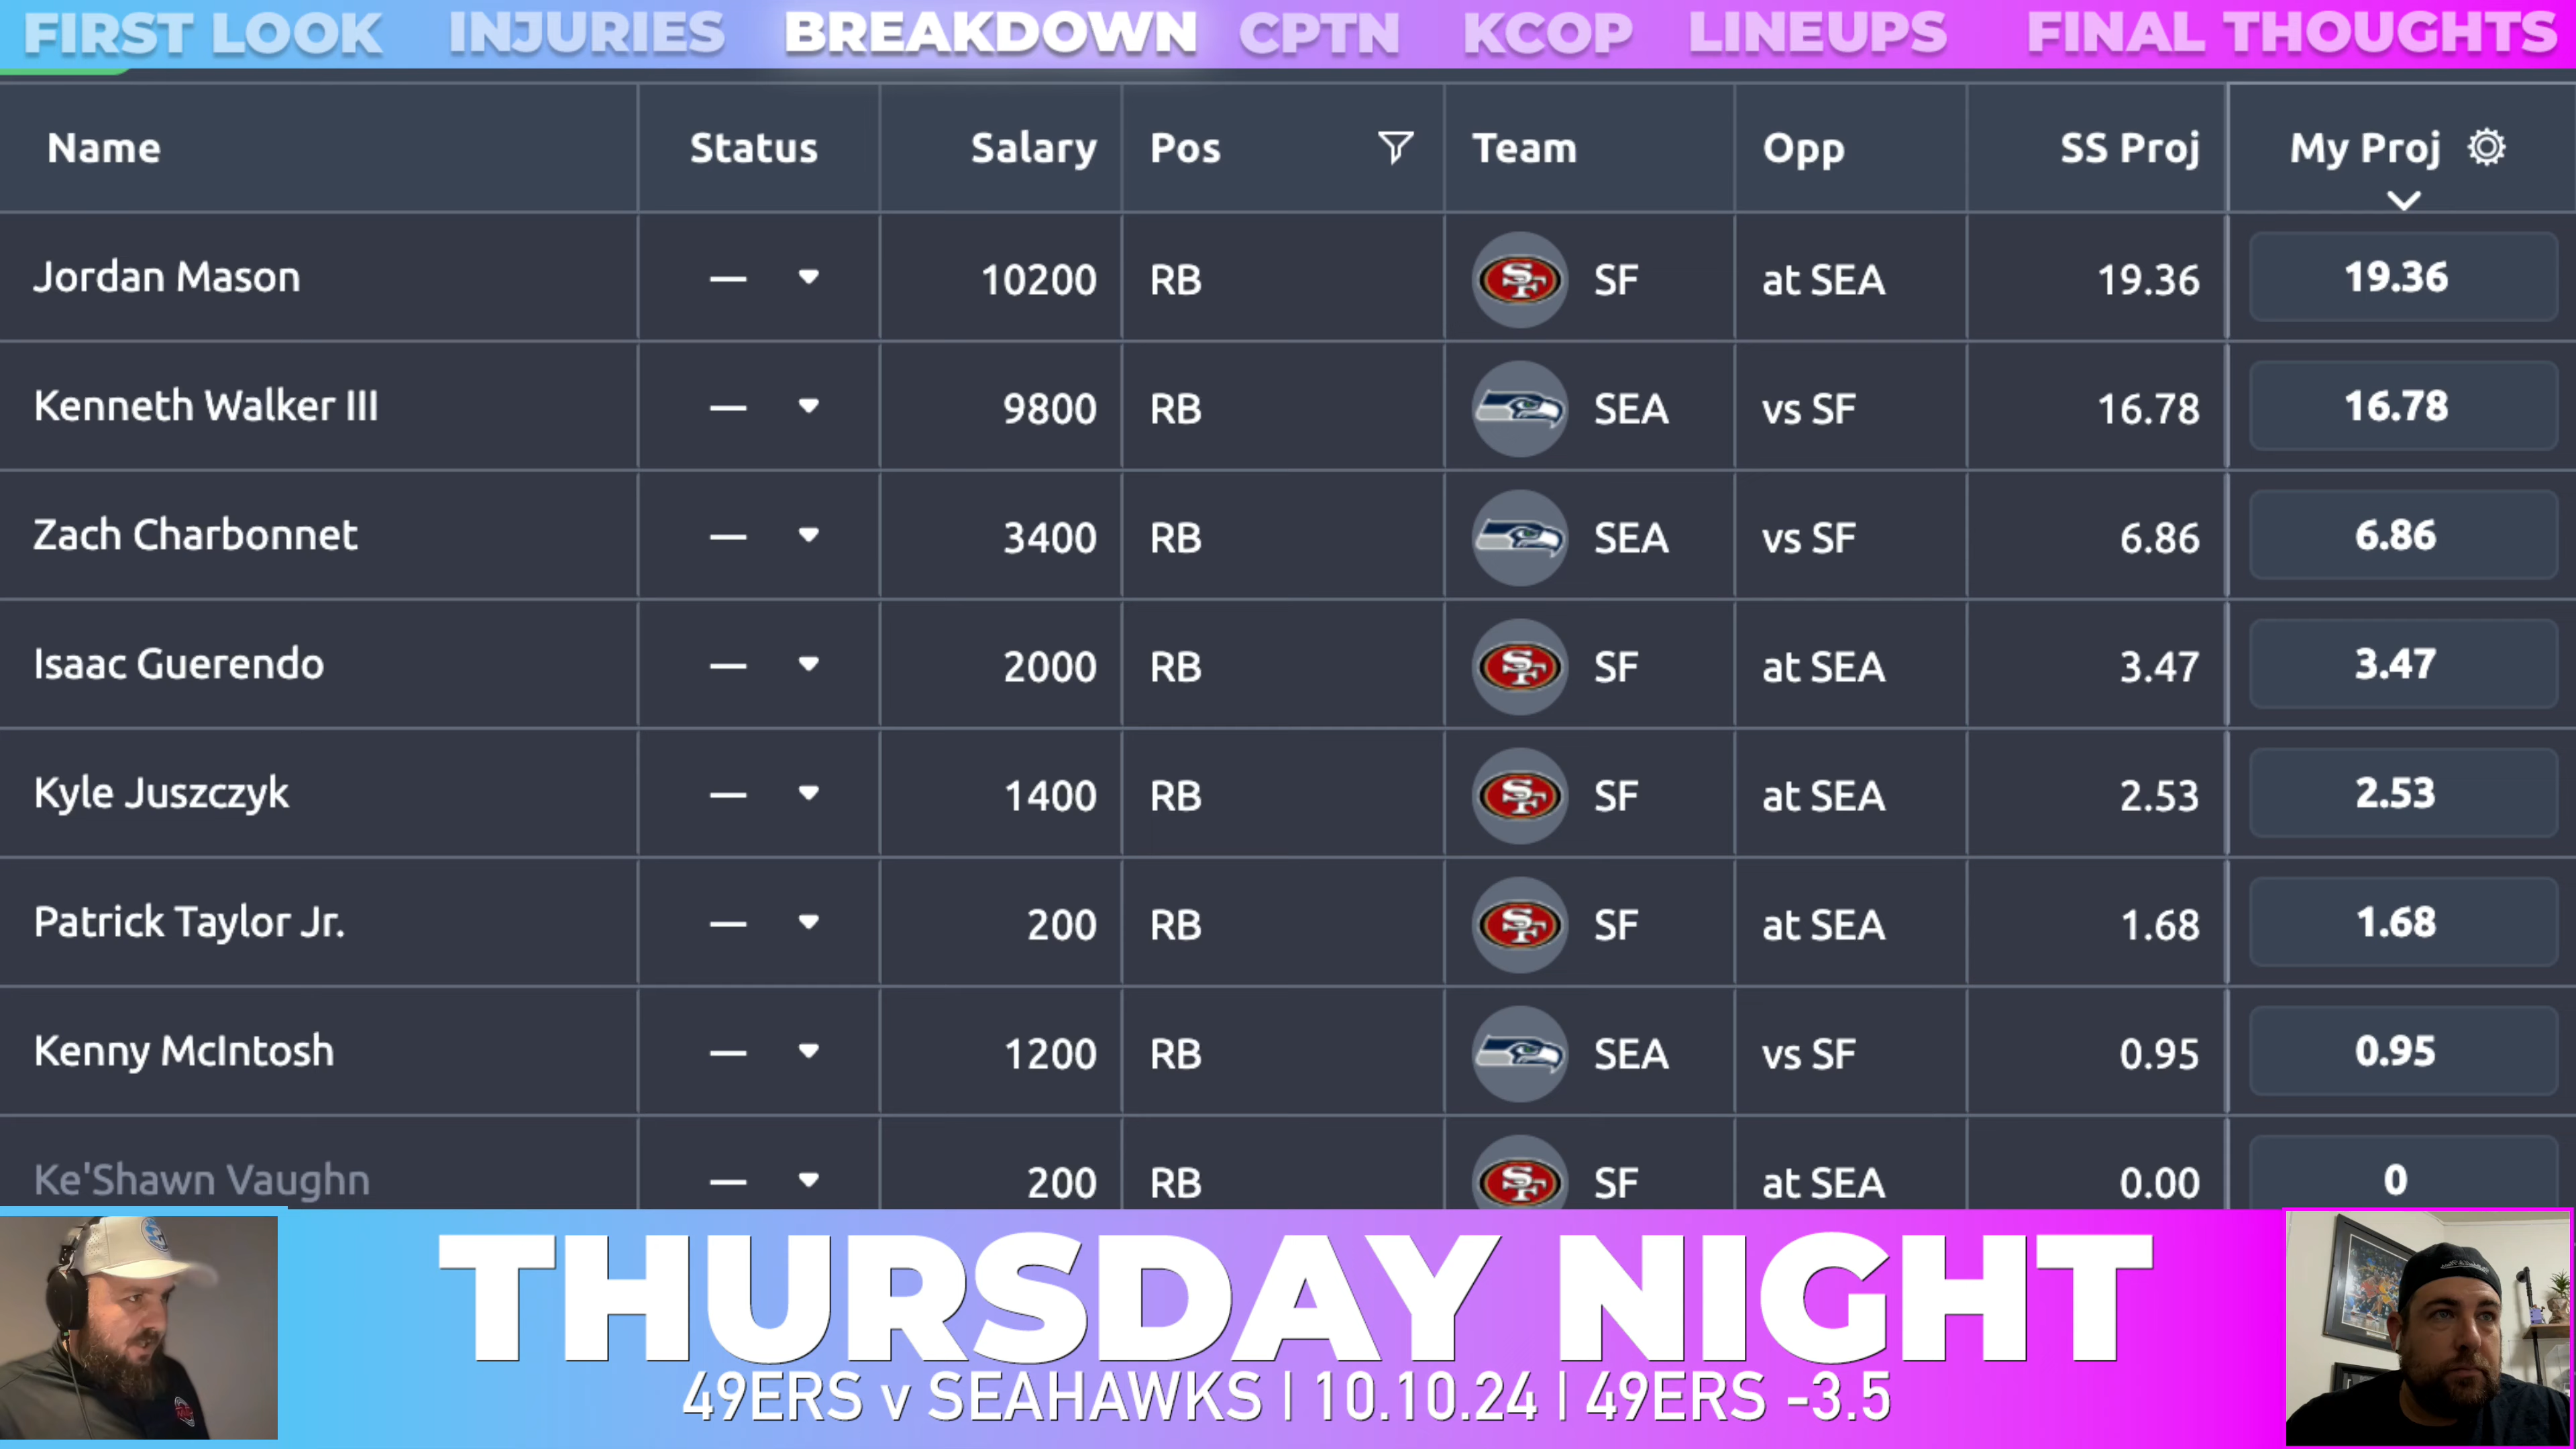 FIRST LOOK INJURIES BREAKDOWN CPTN KCOP LINEUPS FINAL THOUGHTS
Name Status Salary Pos Team Opp SS Proj My Proj
Jordan Mason — 10200 RB SF at SEA 19.36 19.36
Kenneth Walker III — 9800 RB SEA vs SF 16.78 16.78
Zach Charbonnet — 3400 RB SEA vs SF 6.86 6.86
Isaac Guerendo — 2000 RB SF at SEA 3.47 3.47
Kyle Juszczyk — 1400 RB SF at SEA 2.53 2.53
Patrick Taylor Jr. — 200 RB SF at SEA 1.68 1.68
Kenny McIntosh — 1200 RB SEA vs SF 0.95 0.95
Ke'Shawn Vaughn — 200 RB SF at SEA 0.00 0
THURSDAY NIGHT
49ERS v SEAHAWKS | 10.10.24 | 49ERS -3.5